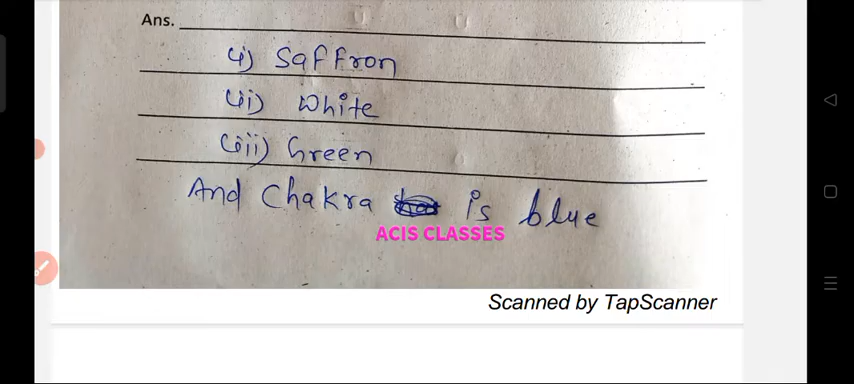 Ans.
(i) Saffron
(ii) White
(iii) Green
And Chakra is blue
ACIS CLASSES
Scanned by TapScanner